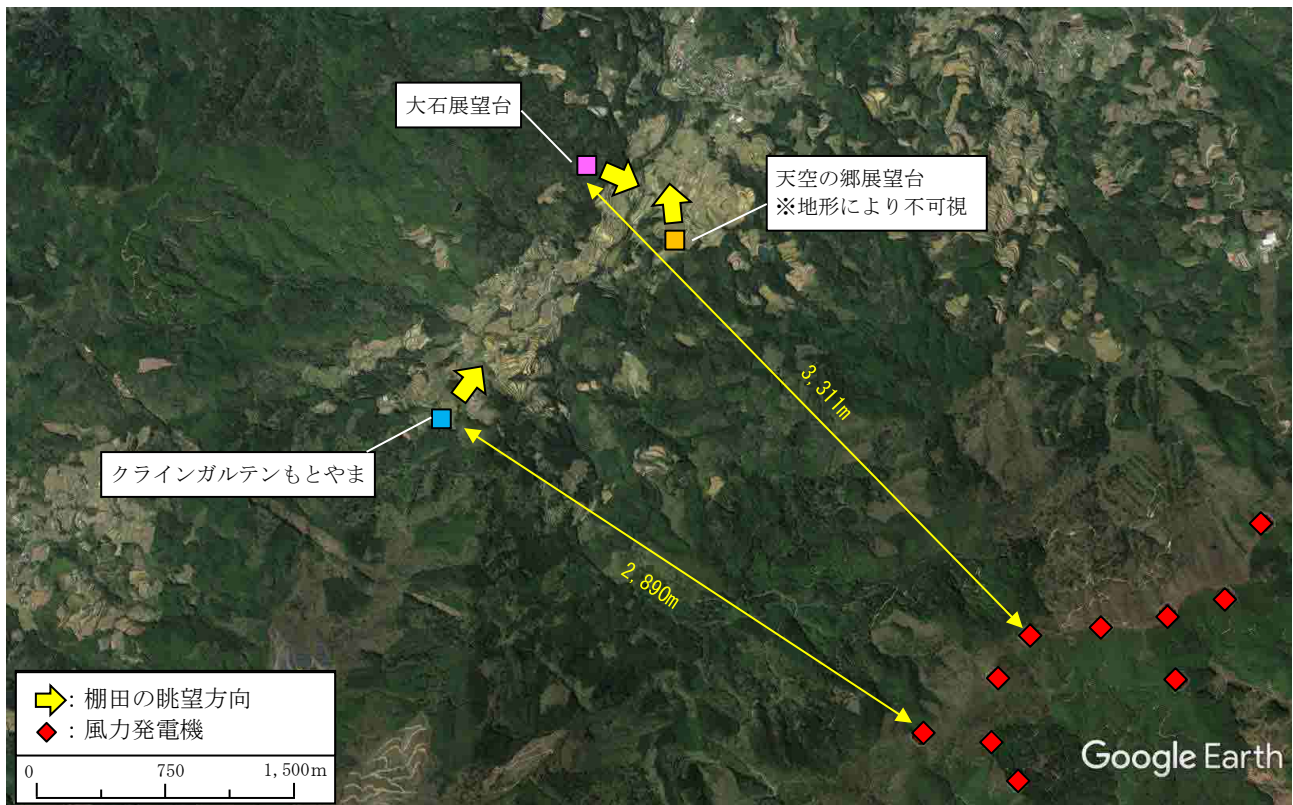 大石展望台
天空の郷展望台
※地形により不可視
3,311m
クラインガルテンもとやま
2,890m
: 棚田の眺望方向
: 風力発電機
0 750 1,500m
Google Earth